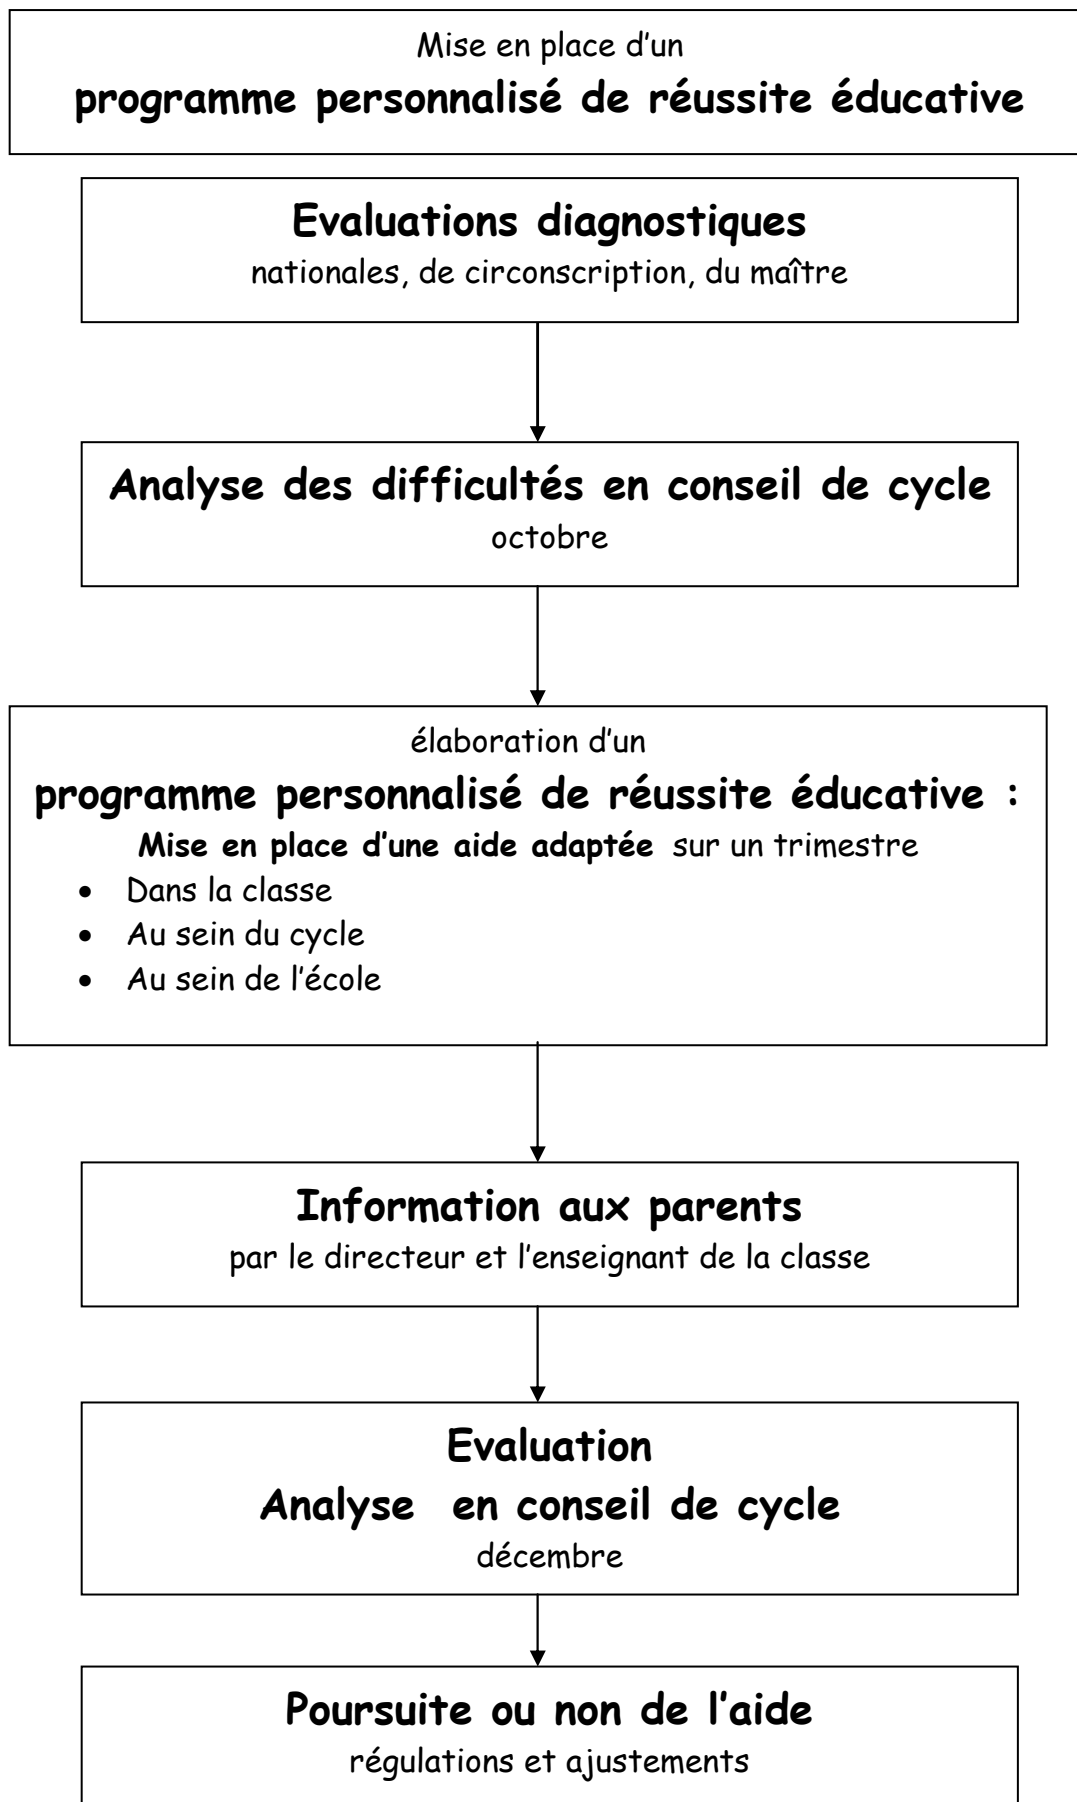 Mise en place d'un
programme personnalisé de réussite éducative
Evaluations diagnostiques
nationales, de circonscription, du maître
Analyse des difficultés en conseil de cycle
octobre
élaboration d'un
programme personnalisé de réussite éducative :
Mise en place d'une aide adaptée sur un trimestre
• Dans la classe
• Au sein du cycle
• Au sein de l'école
Information aux parents
par le directeur et l'enseignant de la classe
Evaluation
Analyse en conseil de cycle
décembre
Poursuite ou non de l'aide
régulations et ajustements